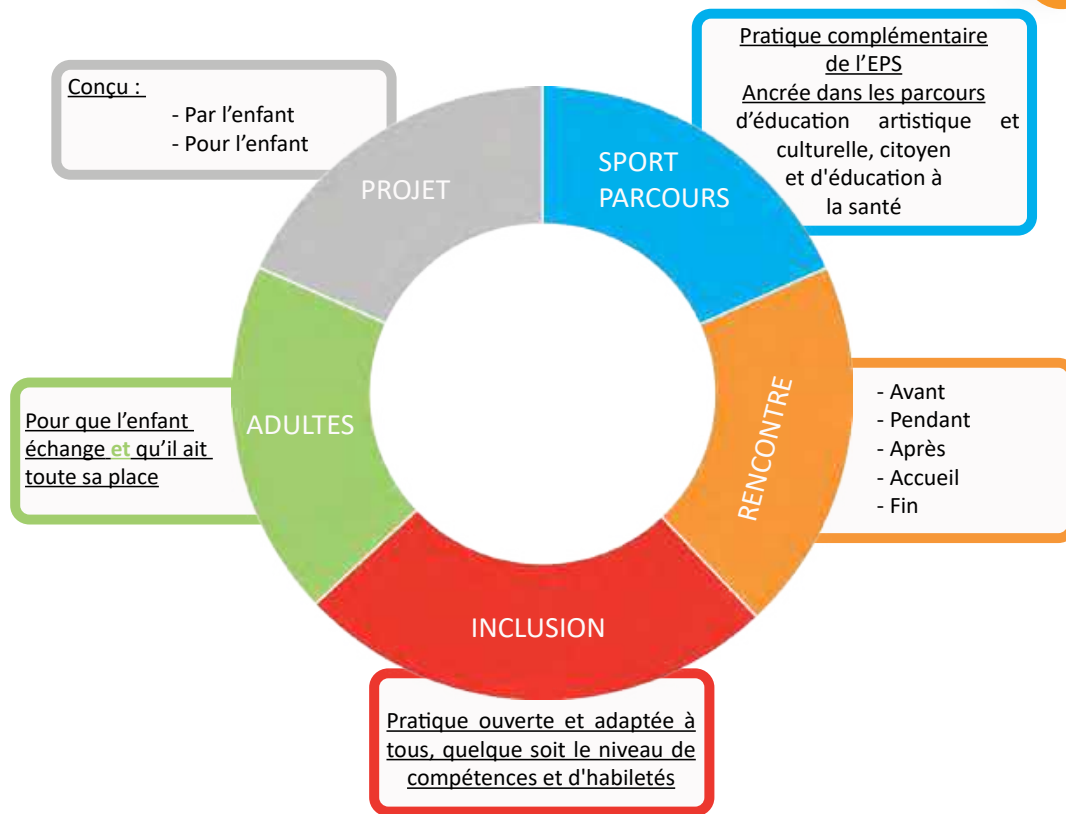 Conçu :
- Par l'enfant
- Pour l'enfant
PROJET
Pratique complémentaire
de l'EPS
Ancrée dans les parcours
d'éducation artistique et
culturelle, citoyen
et d'éducation à
la santé
SPORT
PARCOURS
RENCONTRE
- Avant
- Pendant
- Après
- Accueil
- Fin
ADULTES
Pour que l'enfant
échange et qu'il ait
toute sa place
INCLUSION
Pratique ouverte et adaptée à
tous, quelque soit le niveau de
compétences et d'habiletés